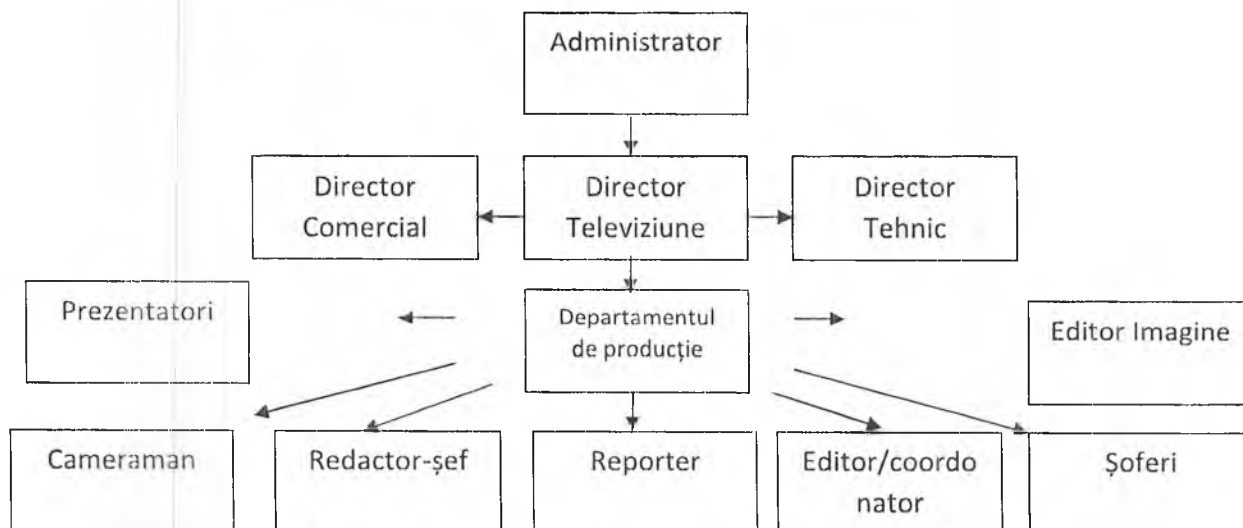 Administrator
Director
Comercial
Director
Televiziune
Director
Tehnic
Prezentatori
Departamentul
de producție
Editor Imagine
Cameraman
Redactor-șef
Reporter
Editor/coordo
nator
Șoferi